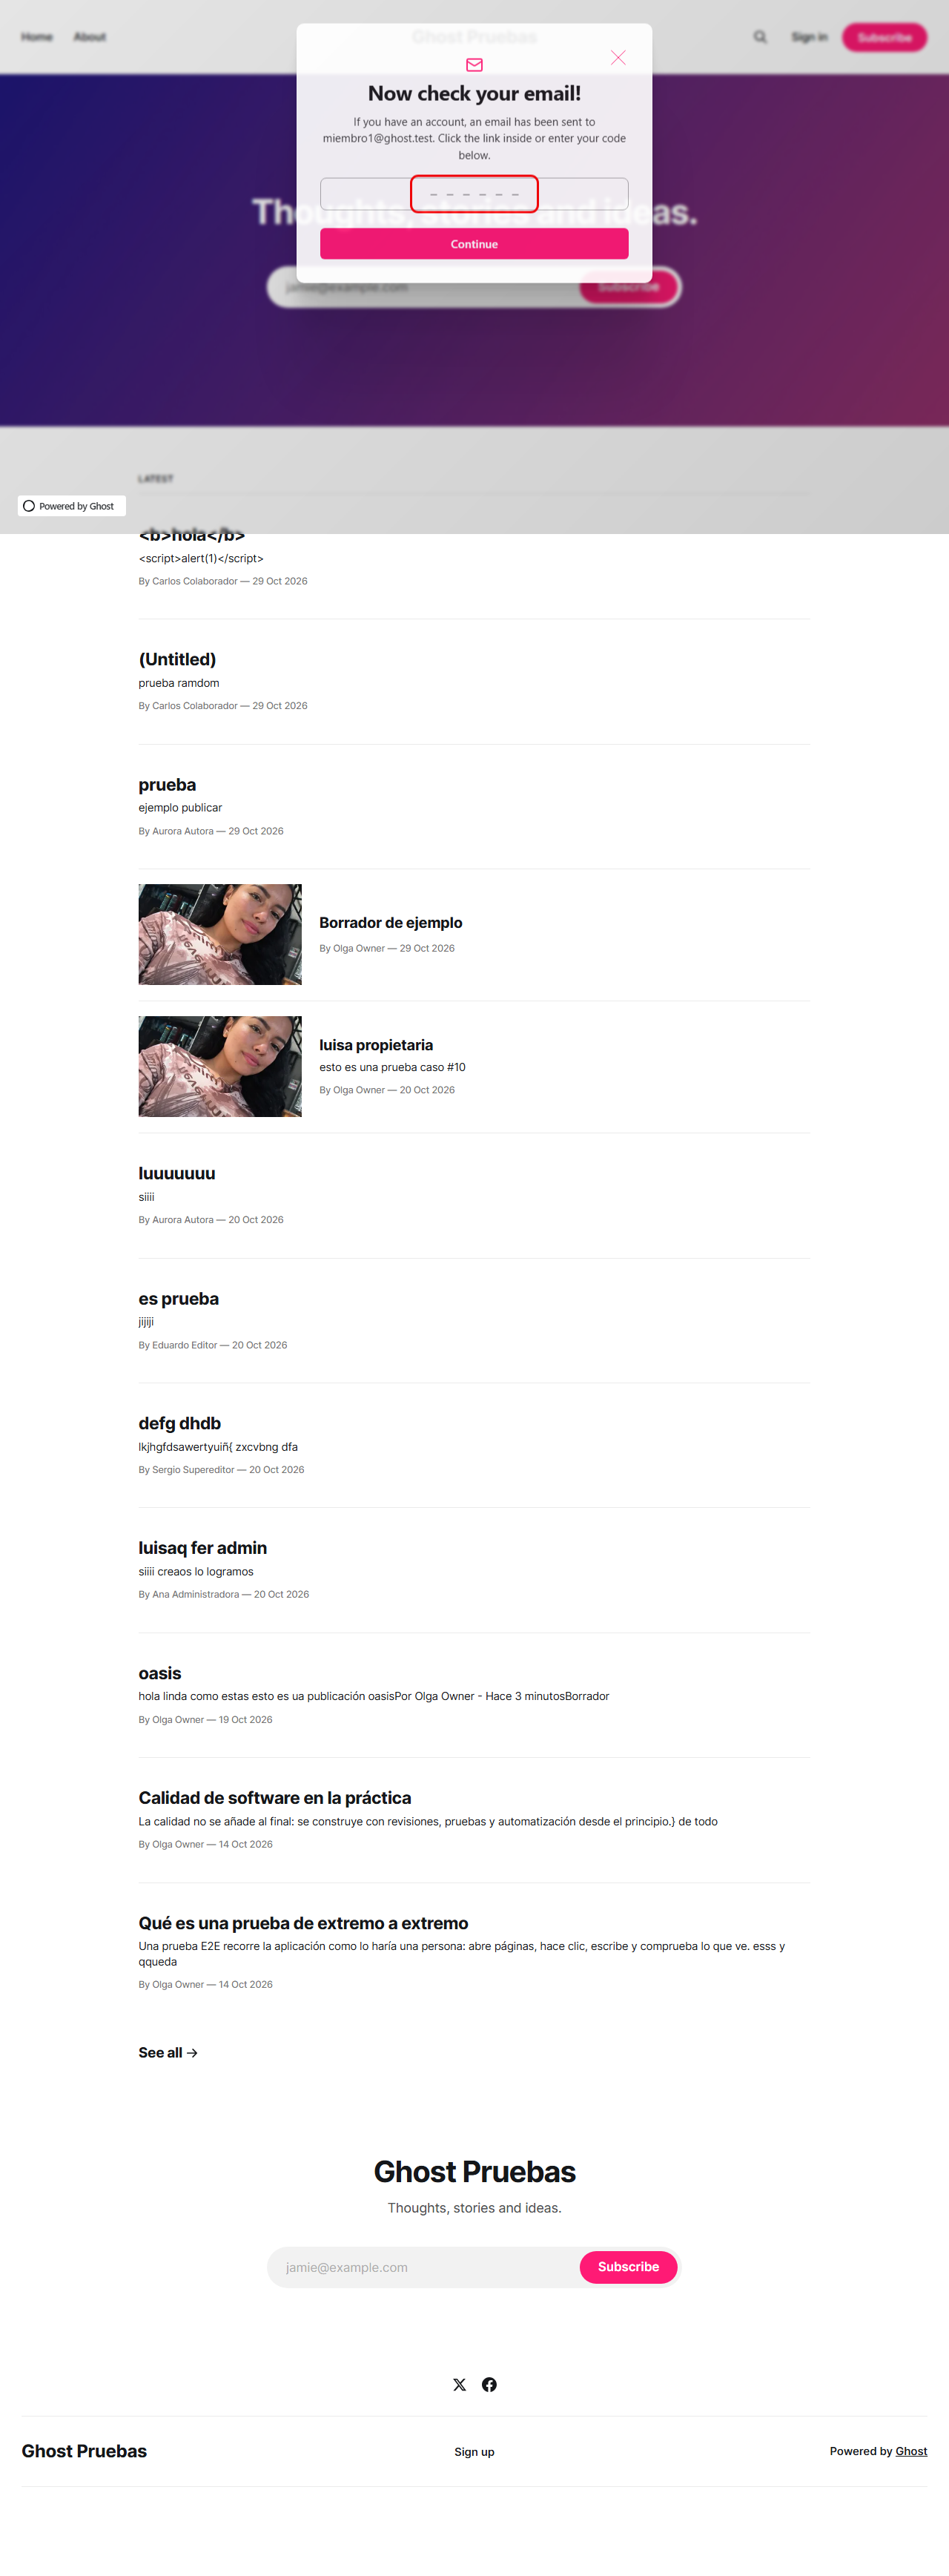 Home
About
Ghost Pruebas
Sign in
Subscribe
Now check your email!
If you have an account, an email has been sent to
miembro1@ghost.test. Click the link inside or enter your code
below.
Continue
Thoughts, stories and ideas.
jamie@example.com
Subscribe
LATEST
Powered by Ghost
<b>hola</b>
<script>alert(1)</script>
By Carlos Colaborador — 29 Oct 2026
(Untitled)
prueba ramdom
By Carlos Colaborador — 29 Oct 2026
prueba
ejemplo publicar
By Aurora Autora — 29 Oct 2026
Borrador de ejemplo
By Olga Owner — 29 Oct 2026
luisa propietaria
esto es una prueba caso #10
By Olga Owner — 20 Oct 2026
luuuuuuu
siiii
By Aurora Autora — 20 Oct 2026
es prueba
jijiji
By Eduardo Editor — 20 Oct 2026
defg dhdb
lkjhgfdsawertyuiñ{ zxcvbng dfa
By Sergio Supereditor — 20 Oct 2026
luisaq fer admin
siiii creaos lo logramos
By Ana Administradora — 20 Oct 2026
oasis
hola linda como estas esto es ua publicación oasisPor Olga Owner - Hace 3 minutosBorrador
By Olga Owner — 19 Oct 2026
Calidad de software en la práctica
La calidad no se añade al final: se construye con revisiones, pruebas y automatización desde el principio.} de todo
By Olga Owner — 14 Oct 2026
Qué es una prueba de extremo a extremo
Una prueba E2E recorre la aplicación como lo haría una persona: abre páginas, hace clic, escribe y comprueba lo que ve. esss y
qqueda
By Olga Owner — 14 Oct 2026
See all →
Ghost Pruebas
Thoughts, stories and ideas.
jamie@example.com
Subscribe
Ghost Pruebas
Sign up
Powered by Ghost